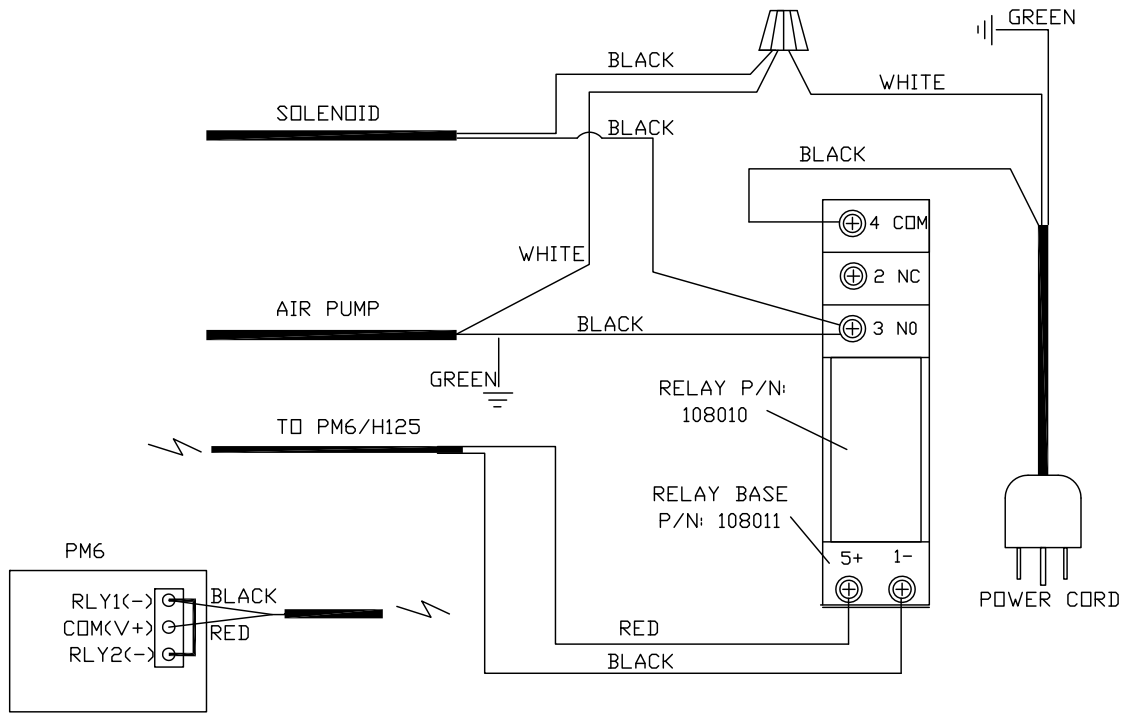 GREEN
BLACK
WHITE
SOLENOID
BLACK
BLACK
4 COM
WHITE
2 NC
AIR PUMP
BLACK
3 NO
GREEN
RELAY P/N:
108010
TO PM6/H125
RELAY BASE
P/N: 108011
PM6
5+ 1-
RLY1(-)
BLACK
POWER CORD
COM(V+)
RED
RED
RLY2(-)
BLACK